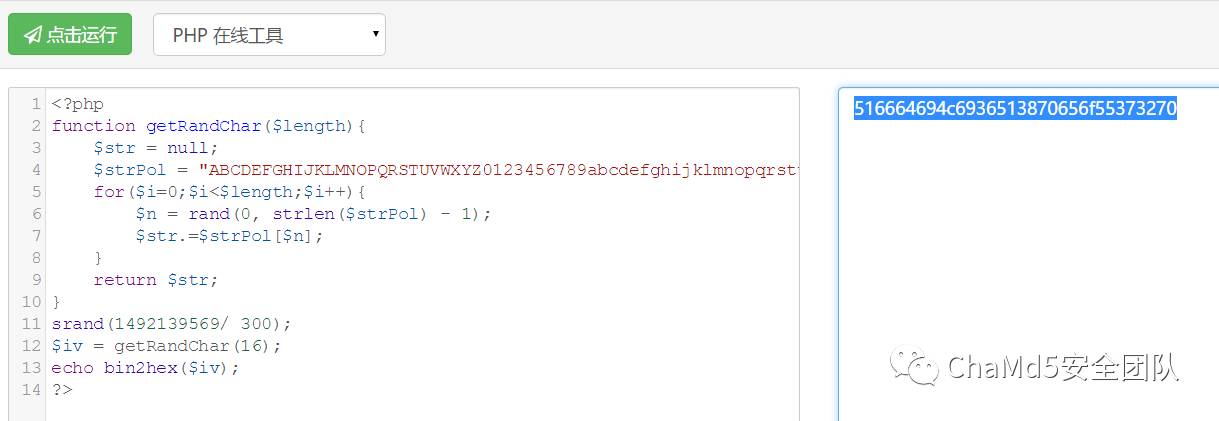 点击运行
PHP 在线工具
1 <?php
2 function getRandChar($length){
3 $str = null;
4 $strPol = "ABCDEFGHIJKLMNOPQRSTUVWXYZ0123456789abcdefghijklmnopqrst
5 for($i=0;$i<$length;$i++){
6 $n = rand(0, strlen($strPol) - 1);
7 $str.=$strPol[$n];
8 }
9 return $str;
10 }
11 srand(1492139569/ 300);
12 $iv = getRandChar(16);
13 echo bin2hex($iv);
14 ?>
516664694c6936513870656f55373270
ChaMd5安全团队